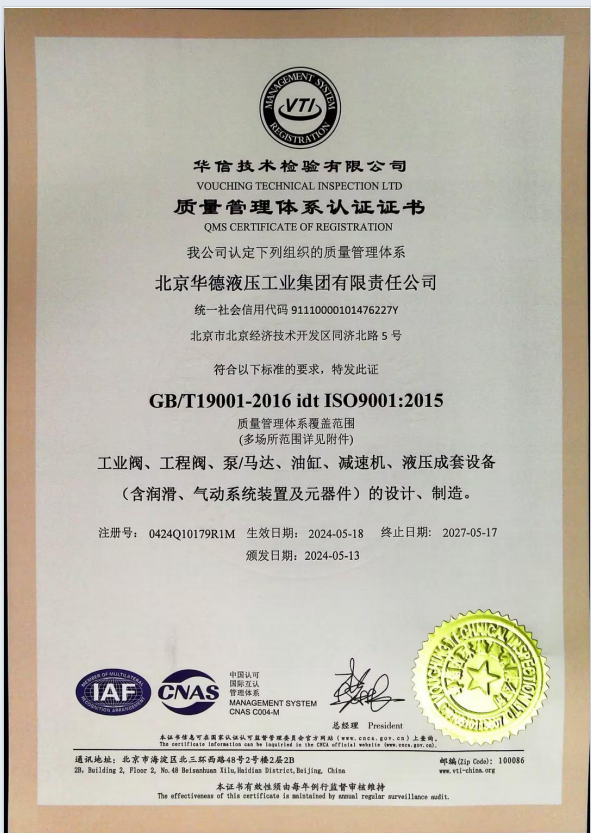 MANAGEMENT SYSTEM
VTI
REGISTRATION
华信技术检验有限公司
VOUCHING TECHNICAL INSPECTION LTD
质量管理体系认证证书
QMS CERTIFICATE OF REGISTRATION
我公司认定下列组织的质量管理体系
北京华德液压工业集团有限责任公司
统一社会信用代码 91110000101476227Y
北京市北京经济技术开发区同济北路 5 号
符合以下标准的要求，特发此证
GB/T19001-2016 idt ISO9001:2015
质量管理体系覆盖范围
(多场所范围详见附件)
工业阀、工程阀、泵/马达、油缸、减速机、液压成套设备
（含润滑、气动系统装置及元器件）的设计、制造。
注册号： 0424Q10179R1M 生效日期： 2024-05-18 终止日期: 2027-05-17
颁发日期：2024-05-13
MEMBER OF MULTILATERAL
IAF
RECOGNITION ARRANGEMENT
CNAS
中国认可
国际互认
管理体系
MANAGEMENT SYSTEM
CNAS C004-M
VOUCHING TECHNICAL INSPECTION LTD
总经理 President
本证书信息可在国家认证认可监督管理委员会官方网站 (www.cnca.gov.cn) 上查询。
The certificate information can be inquiried in the CNCA official website (www.cnca.gov.cn).
通讯地址: 北京市海淀区北三环西路48号2号楼2层2B 邮编(Zip Code): 100086
2B, Building 2, Floor 2, No.48 Beisanhuan Xilu,Haidian District,Beijing, China www.vti-china.org
本证书有效性须由每年例行监督审核维持
The effectiveness of this certificate is maintained by annual regular surveillance audit.